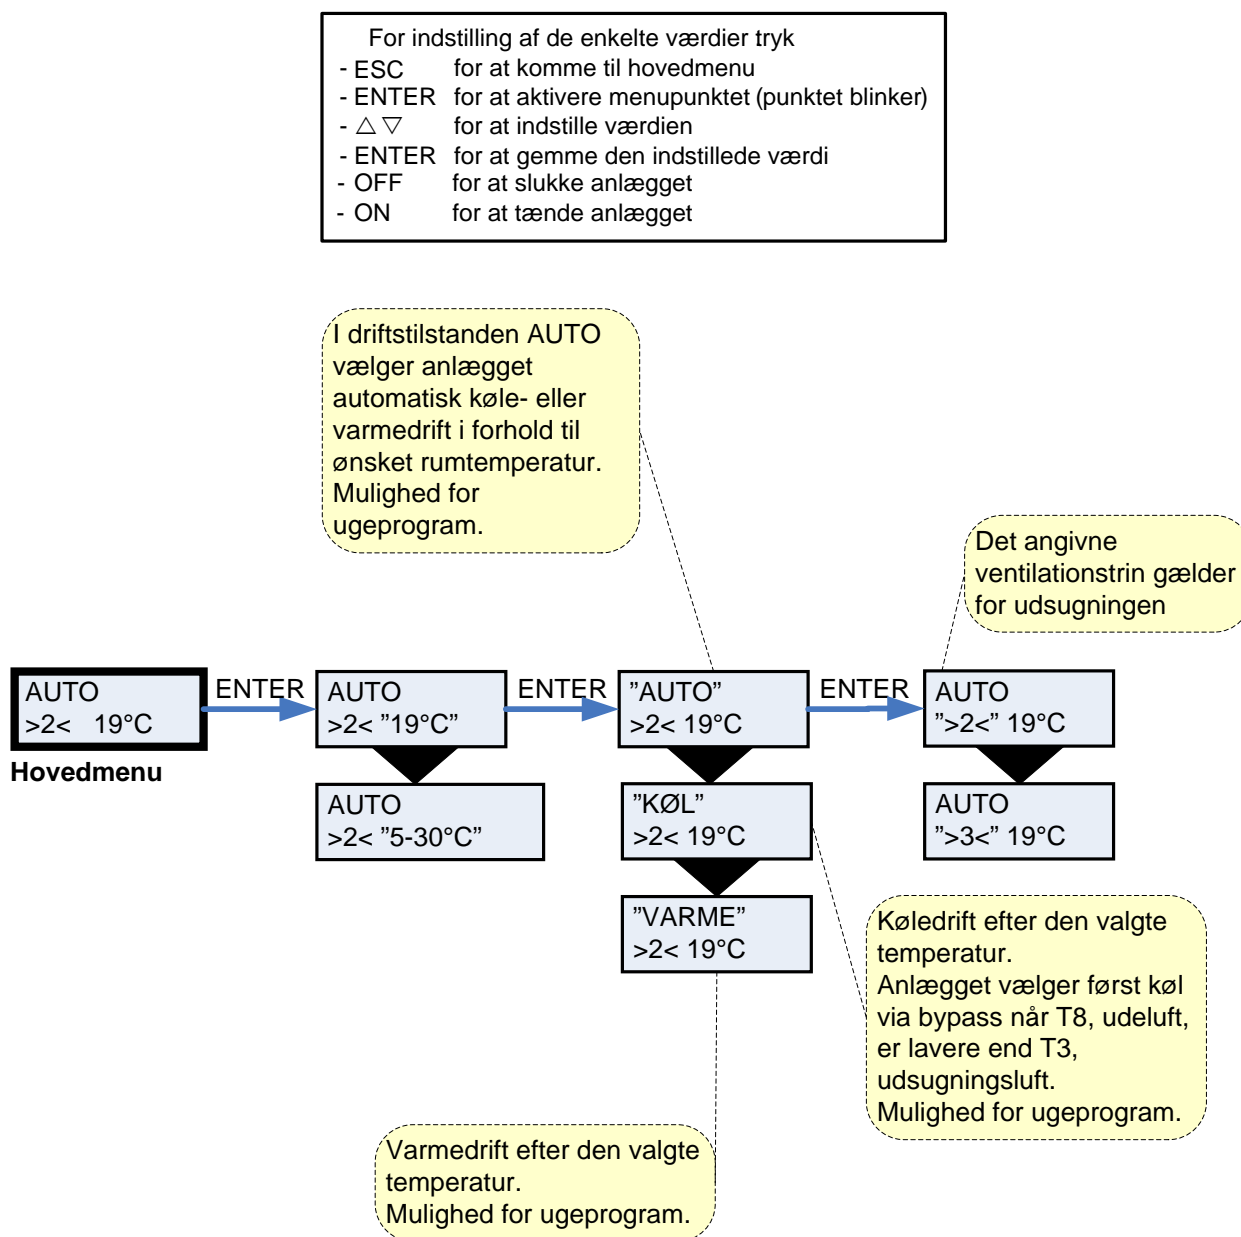 For indstilling af de enkelte værdier tryk
- ESC for at komme til hovedmenu
- ENTER for at aktivere menupunktet (punktet blinker)
- △ ▽ for at indstille værdien
- ENTER for at gemme den indstillede værdi
- OFF for at slukke anlægget
- ON for at tænde anlægget
I driftstilstanden AUTO
vælger anlægget
automatisk køle- eller
varmedrift i forhold til
ønsket rumtemperatur.
Mulighed for
ugeprogram.
Det angivne
ventilationstrin gælder
for udsugningen
AUTO
>2< 19°C
Hovedmenu
ENTER
AUTO
>2< "19°C"
ENTER
"AUTO"
>2< 19°C
ENTER
AUTO
">2<" 19°C
AUTO
>2< "5-30°C"
"KØL"
>2< 19°C
AUTO
">3<" 19°C
"VARME"
>2< 19°C
Køledrift efter den valgte
temperatur.
Anlægget vælger først køl
via bypass når T8, udeluft,
er lavere end T3,
udsugningsluft.
Mulighed for ugeprogram.
Varmedrift efter den valgte
temperatur.
Mulighed for ugeprogram.